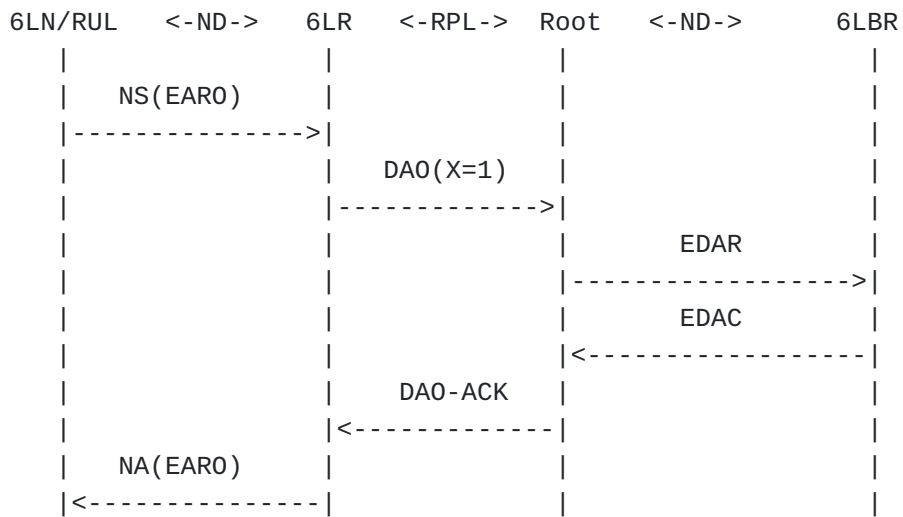 6LN/RUL <-ND-> 6LR <-RPL-> Root <-ND-> 6LBR
NS(EARO)
DAO(X=1)
EDAR
EDAC
DAO-ACK
NA(EARO)